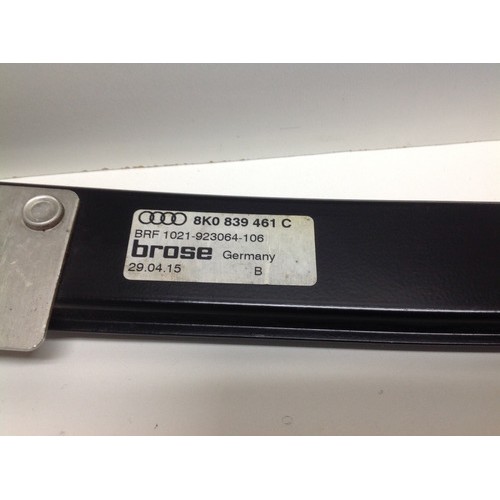 8K0 839 461 C
BRF 1021-923064-106
brose Germany
29.04.15 B